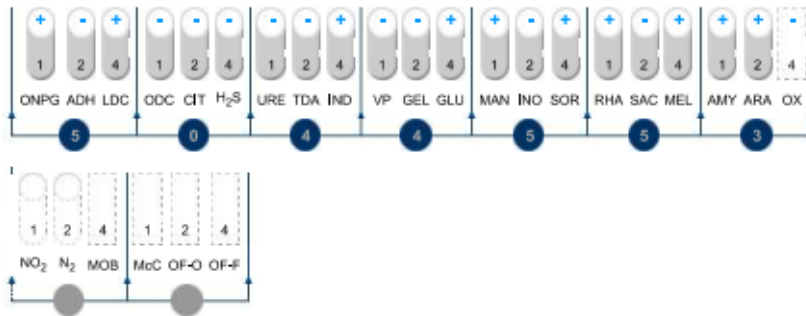 + - + - - - - - + - - + + - + + - + + + -
1 2 4 1 2 4 1 2 4 1 2 4 1 2 4 1 2 4 1 2 4
ONPG ADH LDC ODC CIT H₂S URE TDA IND VP GEL GLU MAN INO SOR RHA SAC MEL AMY ARA OX
5 0 4 4 5 5 3
1 2 4 1 2 4
NO₂ N₂ MOB McC OF-O OF-F